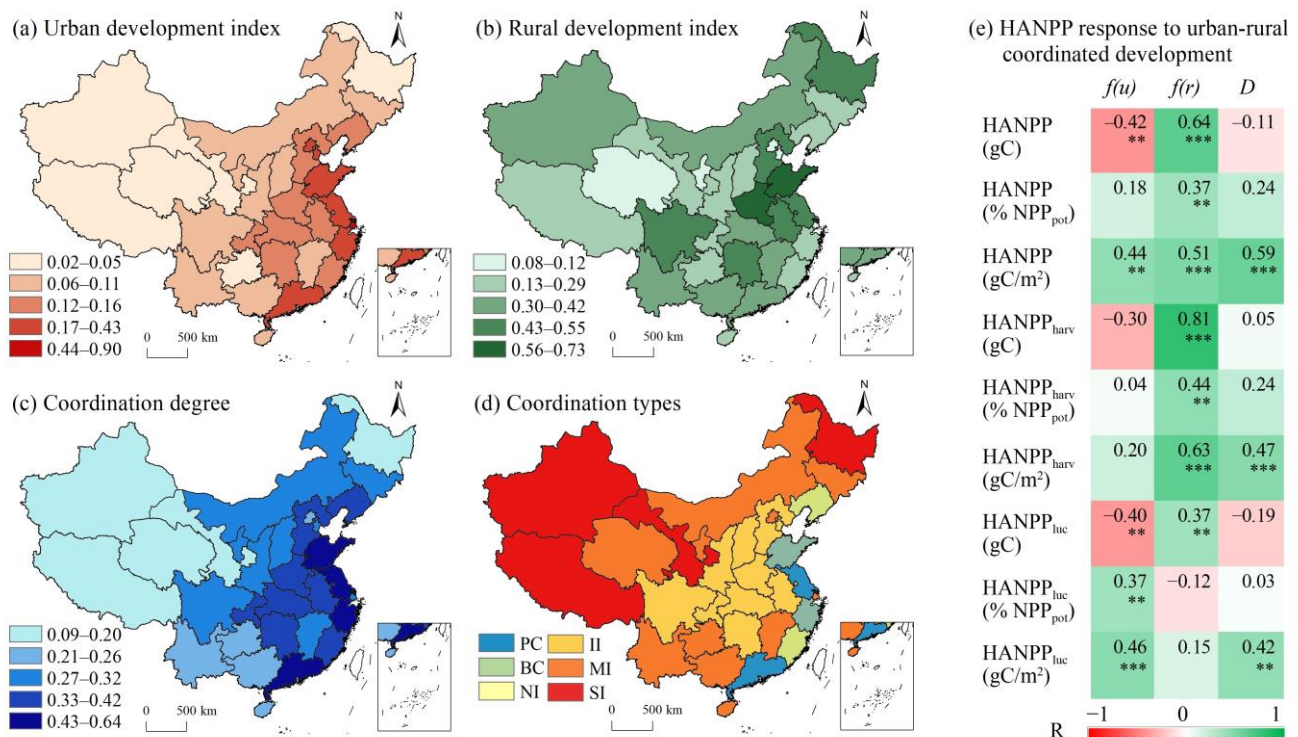 (a) Urban development index
N
0.02–0.05
0.06–0.11
0.12–0.16
0.17–0.43
0.44–0.90
0 500 km
(b) Rural development index
N
0.08–0.12
0.13–0.29
0.30–0.42
0.43–0.55
0.56–0.73
0 500 km
(c) Coordination degree
N
0.09–0.20
0.21–0.26
0.27–0.32
0.33–0.42
0.43–0.64
0 500 km
(d) Coordination types
N
PC II
BC MI
NI SI
0 500 km
(e) HANPP response to urban-rural
coordinated development
f(u) f(r) D
HANPP −0.42 0.64 −0.11
(gC) ** ***
HANPP 0.18 0.37 0.24
(% NPPpot) **
HANPP 0.44 0.51 0.59
(gC/m²) ** *** ***
HANPPharv −0.30 0.81 0.05
(gC) ***
HANPPharv 0.04 0.44 0.24
(% NPPpot) **
HANPPharv 0.20 0.63 0.47
(gC/m²) *** ***
HANPPluc −0.40 0.37 −0.19
(gC) ** **
HANPPluc 0.37 −0.12 0.03
(% NPPpot) **
HANPPluc 0.46 0.15 0.42
(gC/m²) *** **
R −1 0 1